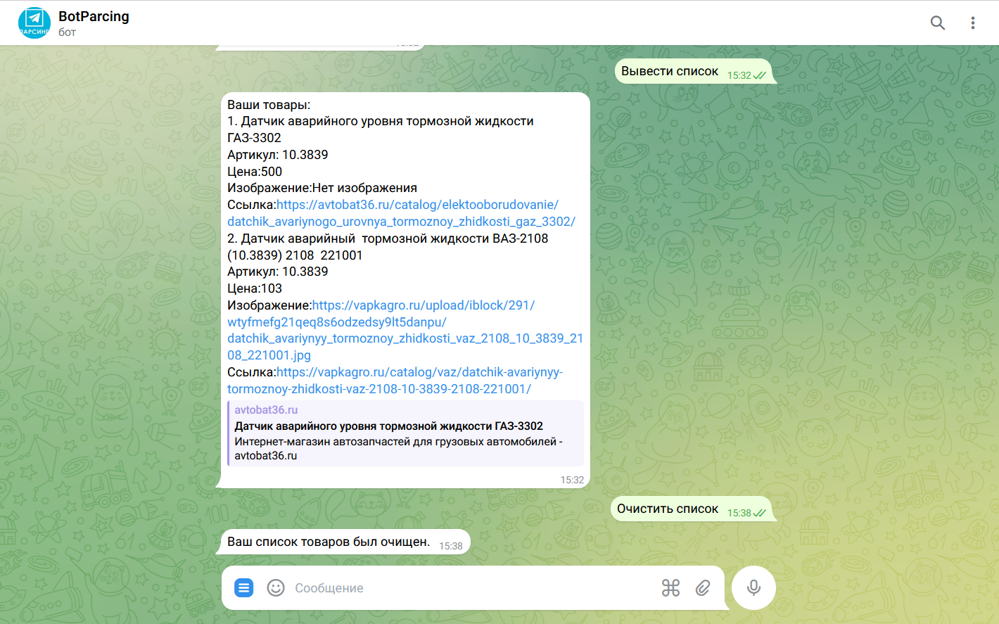 BotParcing
бот
ПАРСИНГ
Вывести список 15:32
Ваши товары:
1. Датчик аварийного уровня тормозной жидкости
ГАЗ-3302
Артикул: 10.3839
Цена:500
Изображение:Нет изображения
Ссылка:https://avtobat36.ru/catalog/elektooborudovanie/
datchik_avariynogo_urovnya_tormoznoy_zhidkosti_gaz_3302/
2. Датчик аварийный  тормозной жидкости ВАЗ-2108
(10.3839) 2108  221001
Артикул: 10.3839
Цена:103
Изображение:https://vapkagro.ru/upload/iblock/291/
wtyfmefg21qeq8s6odzedsy9lt5danpu/
datchik_avariynyy_tormoznoy_zhidkosti_vaz_2108_10_3839_21
08_221001.jpg
Ссылка:https://vapkagro.ru/catalog/vaz/datchik-avariynyy-
tormoznoy-zhidkosti-vaz-2108-10-3839-2108-221001/
avtobat36.ru
Датчик аварийного уровня тормозной жидкости ГАЗ-3302
Интернет-магазин автозапчастей для грузовых автомобилей -
avtobat36.ru
15:32
Очистить список 15:38
Ваш список товаров был очищен. 15:38
Сообщение